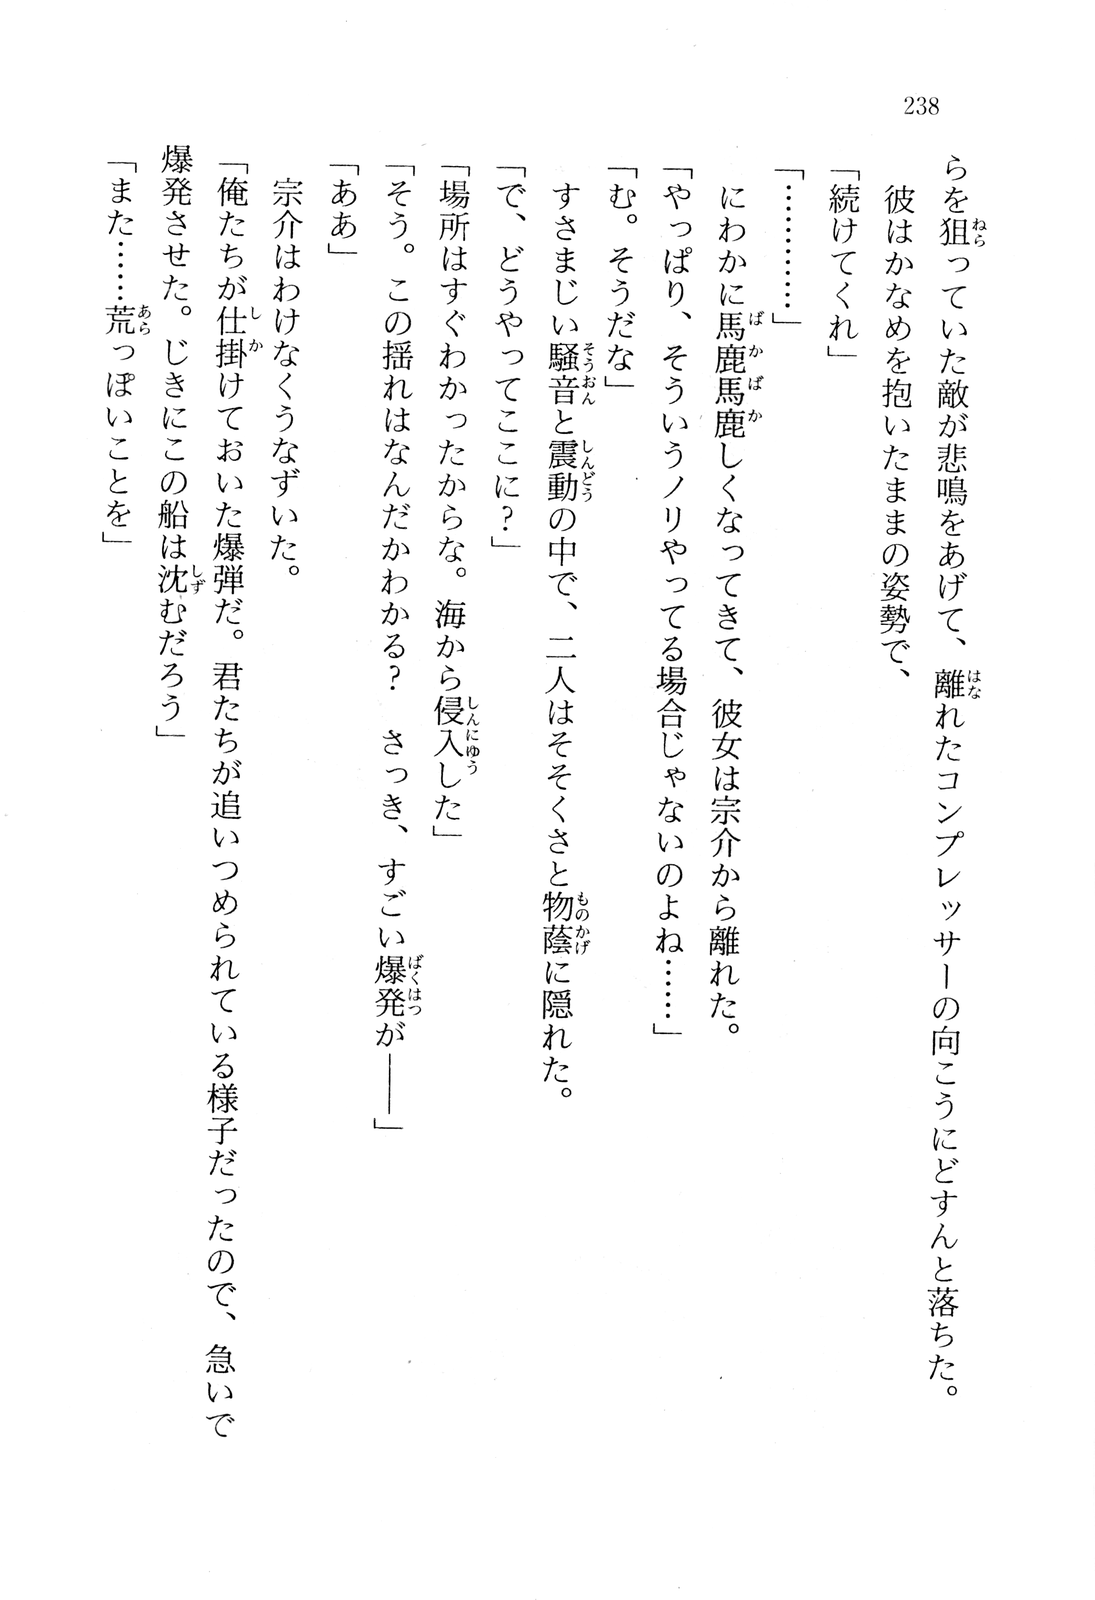 238
らを狙っていた敵が悲鳴をあげて、離れたコンプレッサーの向こうにどすんと落ちた。
彼はかなめを抱いたままの姿勢で、
「続けてくれ」
「…………」
にわかに馬鹿馬鹿しくなってきて、彼女は宗介から離れた。
「やっぱり、そういうノリやってる場合じゃないのよね……」
「む。そうだな」
すさまじい騒音と震動の中で、二人はそそくさと物蔭に隠れた。
「で、どうやってここに？」
「場所はすぐわかったからな。海から侵入した」
「そう。この揺れはなんだかわかる？　さっき、すごい爆発が――」
「ああ」
宗介はわけなくうなずいた。
「俺たちが仕掛けておいた爆弾だ。君たちが追いつめられている様子だったので、急いで
爆発させた。じきにこの船は沈むだろう」
「また……荒っぽいことを」